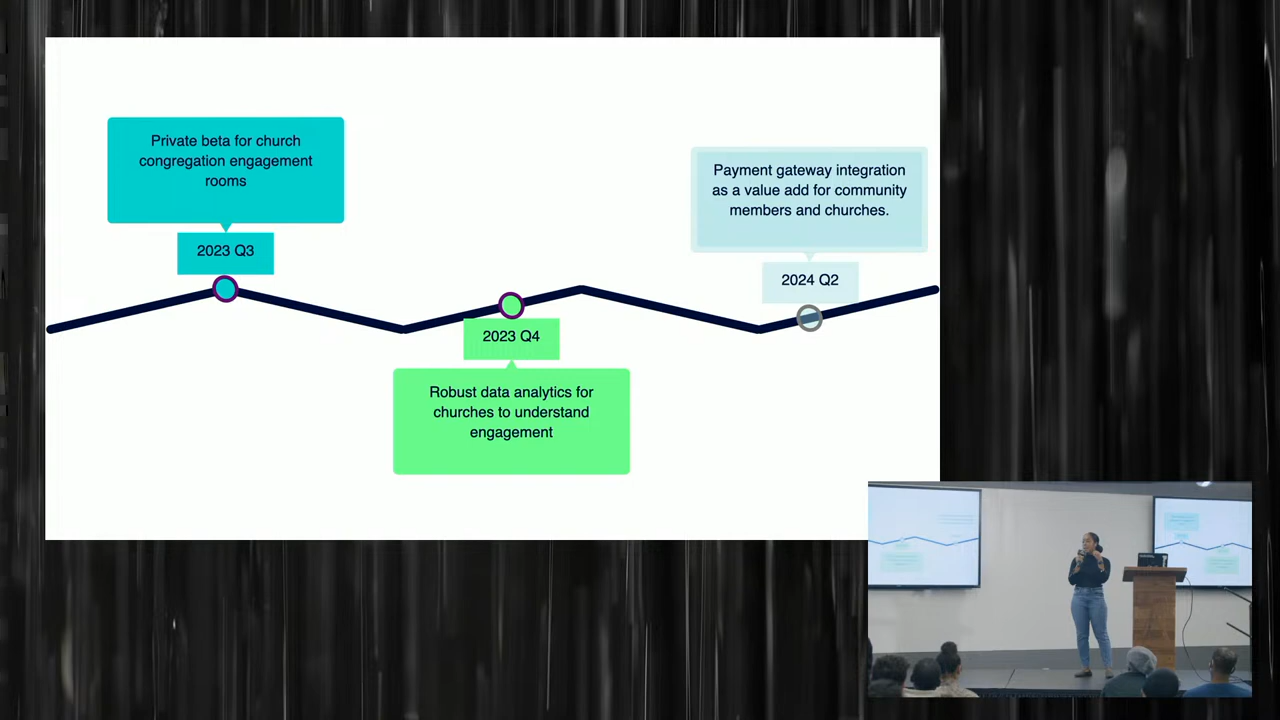 Private beta for church
congregation engagement
rooms
2023 Q3
2023 Q4
Robust data analytics for
churches to understand
engagement
Payment gateway integration
as a value add for community
members and churches.
2024 Q2